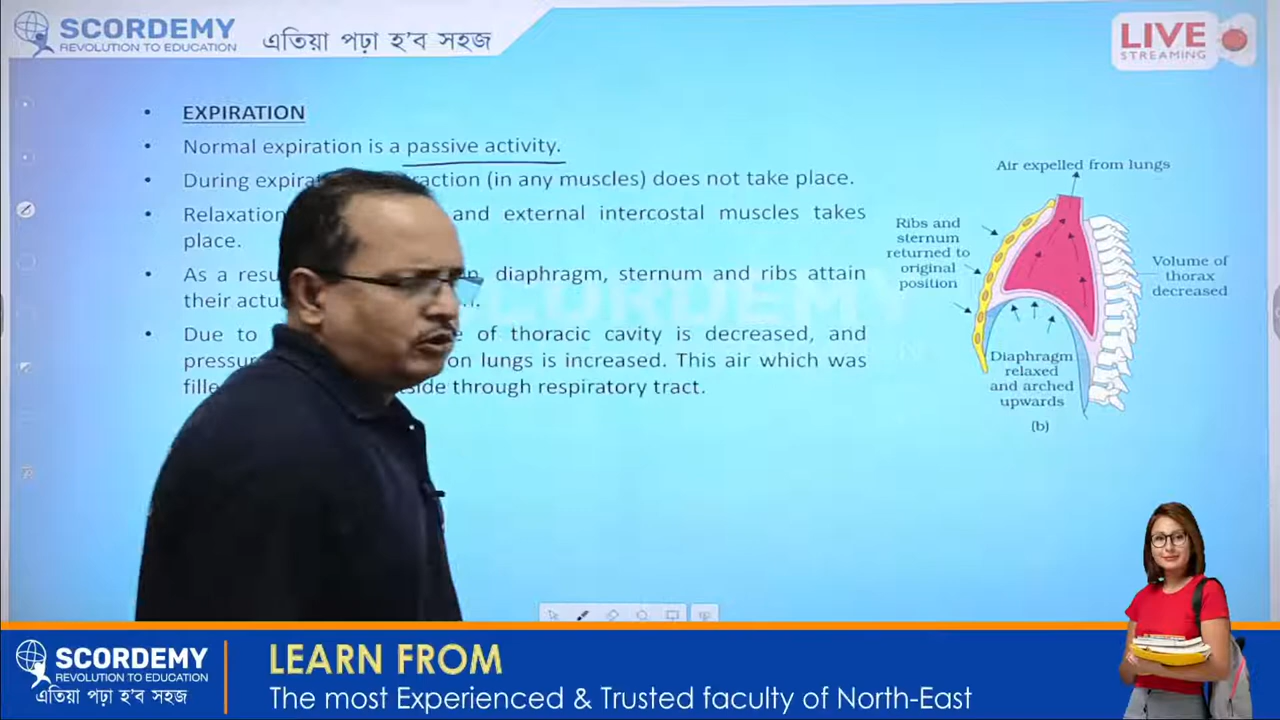 SCORDEMY
REVOLUTION TO EDUCATION
এতিয়া পঢ়া হ'ব সহজ
LIVE
STREAMING
• EXPIRATION
• Normal expiration is a passive activity.
• During expira action (in any muscles) does not take place.
• Relaxation and external intercostal muscles takes
place.
• As a resu diaphragm, sternum and ribs attain
their actu
• Due to of thoracic cavity is decreased, and
pressu on lungs is increased. This air which was
fille side through respiratory tract.
SCORDEMY
Air expelled from lungs
Ribs and
sternum
returned to
original
position
Volume of
thorax
decreased
Diaphragm
relaxed
and arched
upwards
(b)
SCORDEMY
REVOLUTION TO EDUCATION
এতিয়া পঢ়া হ'ব সহজ
LEARN FROM
The most Experienced & Trusted faculty of North-East